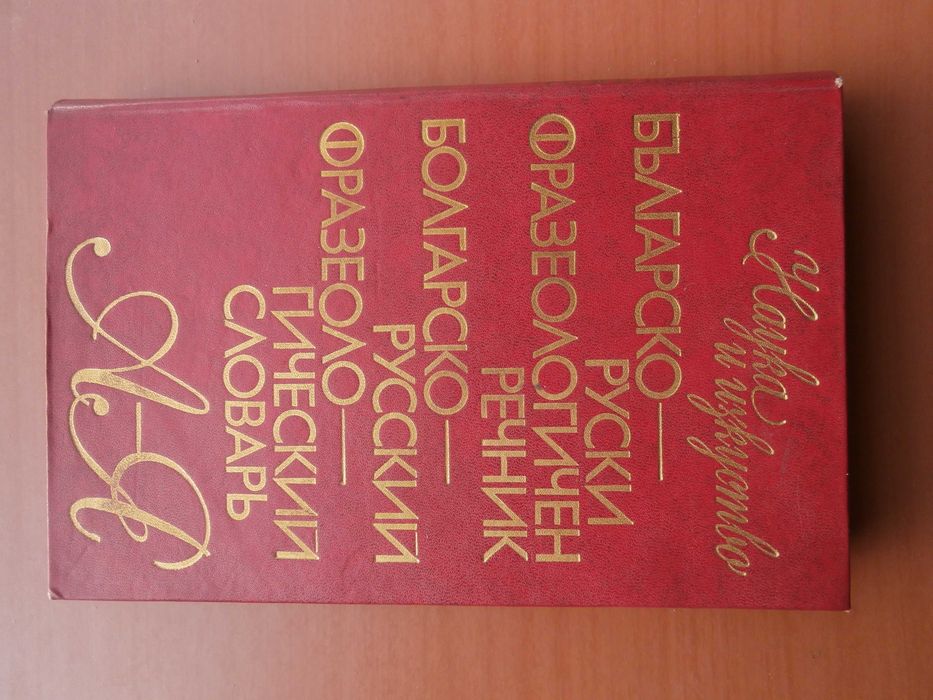 Наука
и изкуство
БЪЛГАРСКО—
РУСКИ
ФРАЗЕОЛОГИЧЕН
РЕЧНИК
БОЛГАРСКО—
РУССКИЙ
ФРАЗЕОЛО—
ГИЧЕСКИЙ
СЛОВАРЬ
А-Я